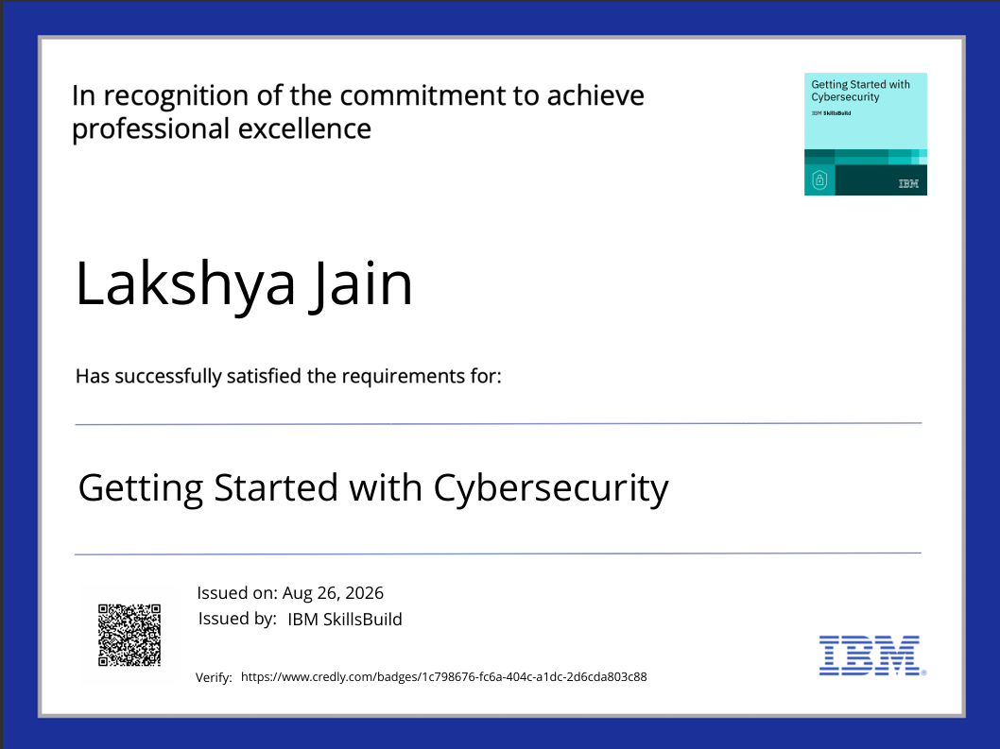 In recognition of the commitment to achieve
professional excellence
Getting Started with
Cybersecurity
IBM SkillsBuild
IBM
Lakshya Jain
Has successfully satisfied the requirements for:
Getting Started with Cybersecurity
Issued on: Aug 26, 2026
Issued by: IBM SkillsBuild
Verify: https://www.credly.com/badges/1c798676-fc6a-404c-a1dc-2d6cda803c88
IBM®